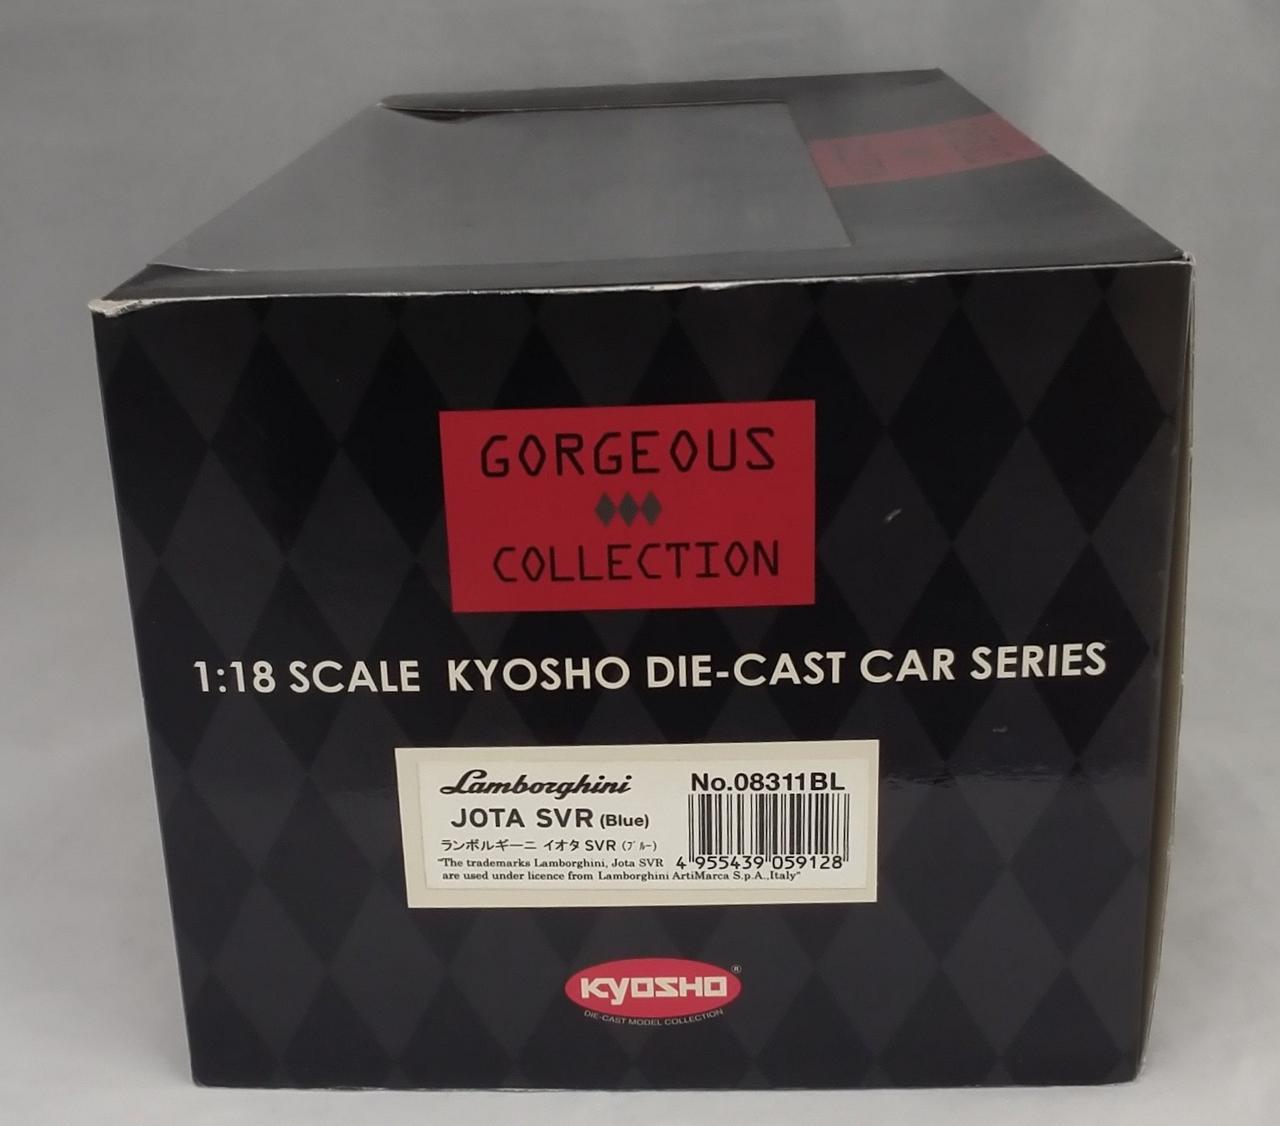 GORGEOUS
COLLECTION
1:18 SCALE KYOSHO DIE-CAST CAR SERIES
Lamborghini
No.08311BL
JOTA SVR (Blue)
ランボルギーニ イオタ SVR (ブルー)
"The trademarks Lamborghini, Jota SVR
4 955439 059128
are used under licence from Lamborghini ArtiMarca S.p.A.,Italy"
KYOSHO ®
DIE-CAST MODEL COLLECTION